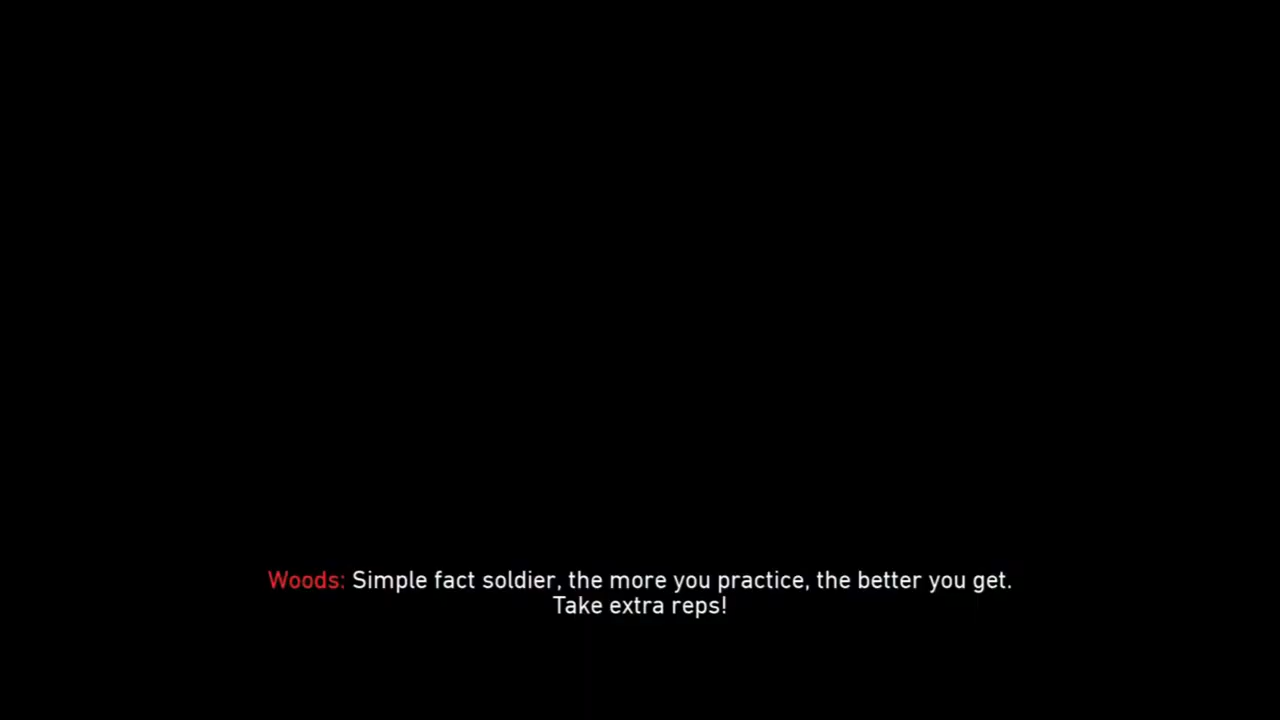 Woods: Simple fact soldier, the more you practice, the better you get.
Take extra reps!